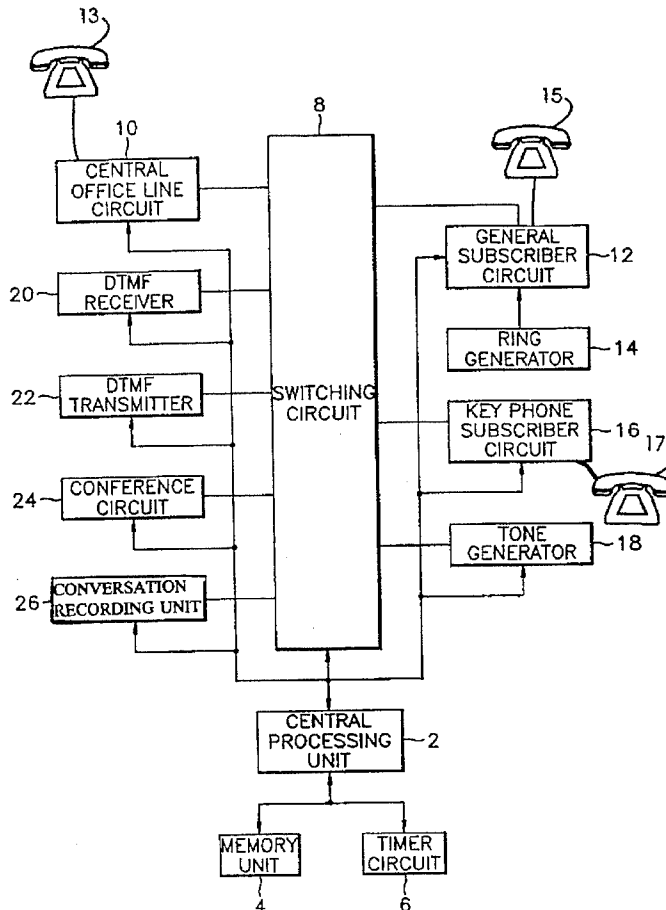 13
15
8
10
CENTRAL
OFFICE LINE
CIRCUIT
GENERAL
SUBSCRIBER
CIRCUIT
12
20
DTMF
RECEIVER
RING
GENERATOR
14
22
DTMF
TRANSMITTER
SWITCHING
CIRCUIT
KEY PHONE
SUBSCRIBER
CIRCUIT
16
17
24
CONFERENCE
CIRCUIT
TONE
GENERATOR
18
26
CONVERSATION
RECORDING UNIT
CENTRAL
PROCESSING
UNIT
2
MEMORY
UNIT
4
TIMER
CIRCUIT
6